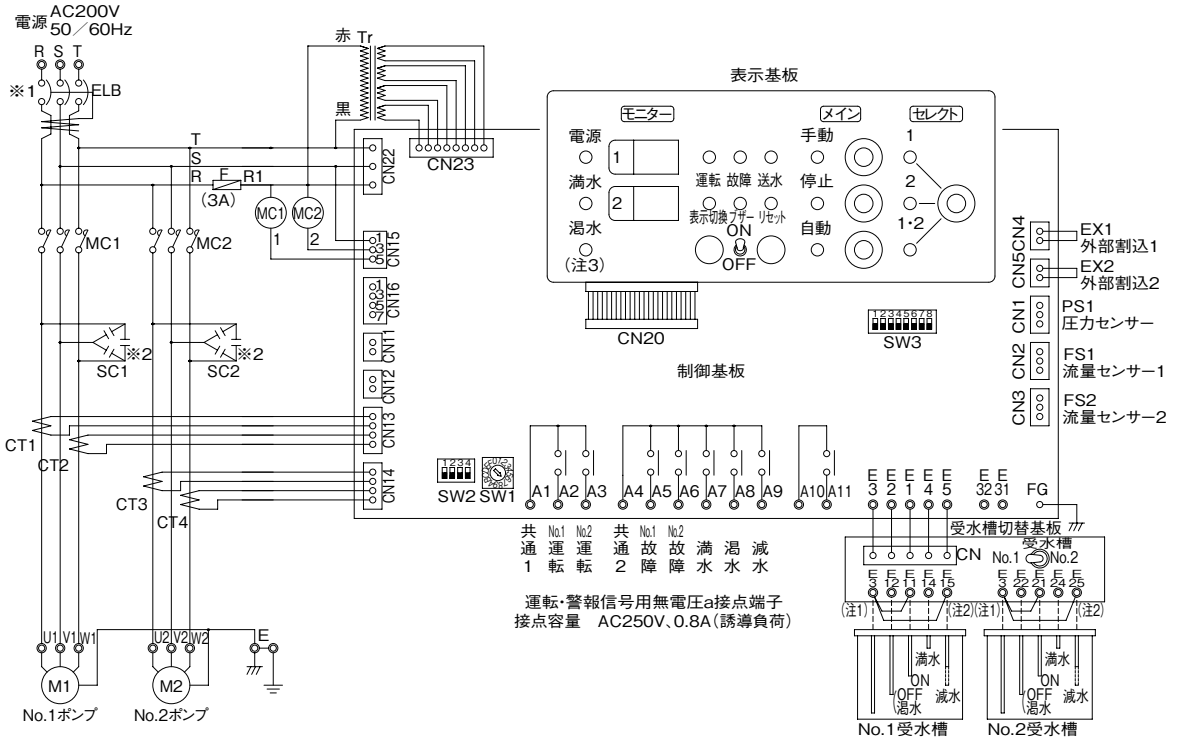 電源 AC200V
50／60Hz
R S T
※1
ELB
赤 Tr
黒
CN23
T
S
R F R1
(3A)
CN22
MC1 MC2
1 2
MC1
MC2
1
3
5
CN15
1
3
5
7
CN16
CN11
CN12
CN13
CN14
※2
SC1
※2
SC2
CT1
CT2
CT3
CT4
U1 V1 W1
U2 V2 W2
E
M1
M2
No.1ポンプ
No.2ポンプ
表示基板
モニター
メイン
セレクト
電源
満水
渇水
(注3)
1
2
運転 故障 送水
表示切換 ブザー リセット
ON
OFF
手動
停止
自動
1
2
1·2
CN20
12345678
SW3
制御基板
CN4
EX1
外部割込1
CN5
EX2
外部割込2
CN1
PS1
圧力センサー
CN2
FS1
流量センサー1
CN3
FS2
流量センサー2
1234
SW2
SW1
A1 A2 A3 A4 A5 A6 A7 A8 A9 A10 A11
共通1
No.1運転
No.2運転
共通2
No.1故障
No.2故障
満水
渇水
減水
運転・警報信号用無電圧a接点端子
接点容量 AC250V、0.8A(誘導負荷)
E3 E2 E1 E4 E5 E32 E31 FG
受水槽切替基板
CN
受水槽
No.1 No.2
E3 E12 E11 E14 E15
E3 E22 E21 E24 E25
(注1) (注2) (注1) (注2)
満水
ON
OFF
渇水
減水
満水
ON
OFF
渇水
減水
No.1受水槽
No.2受水槽